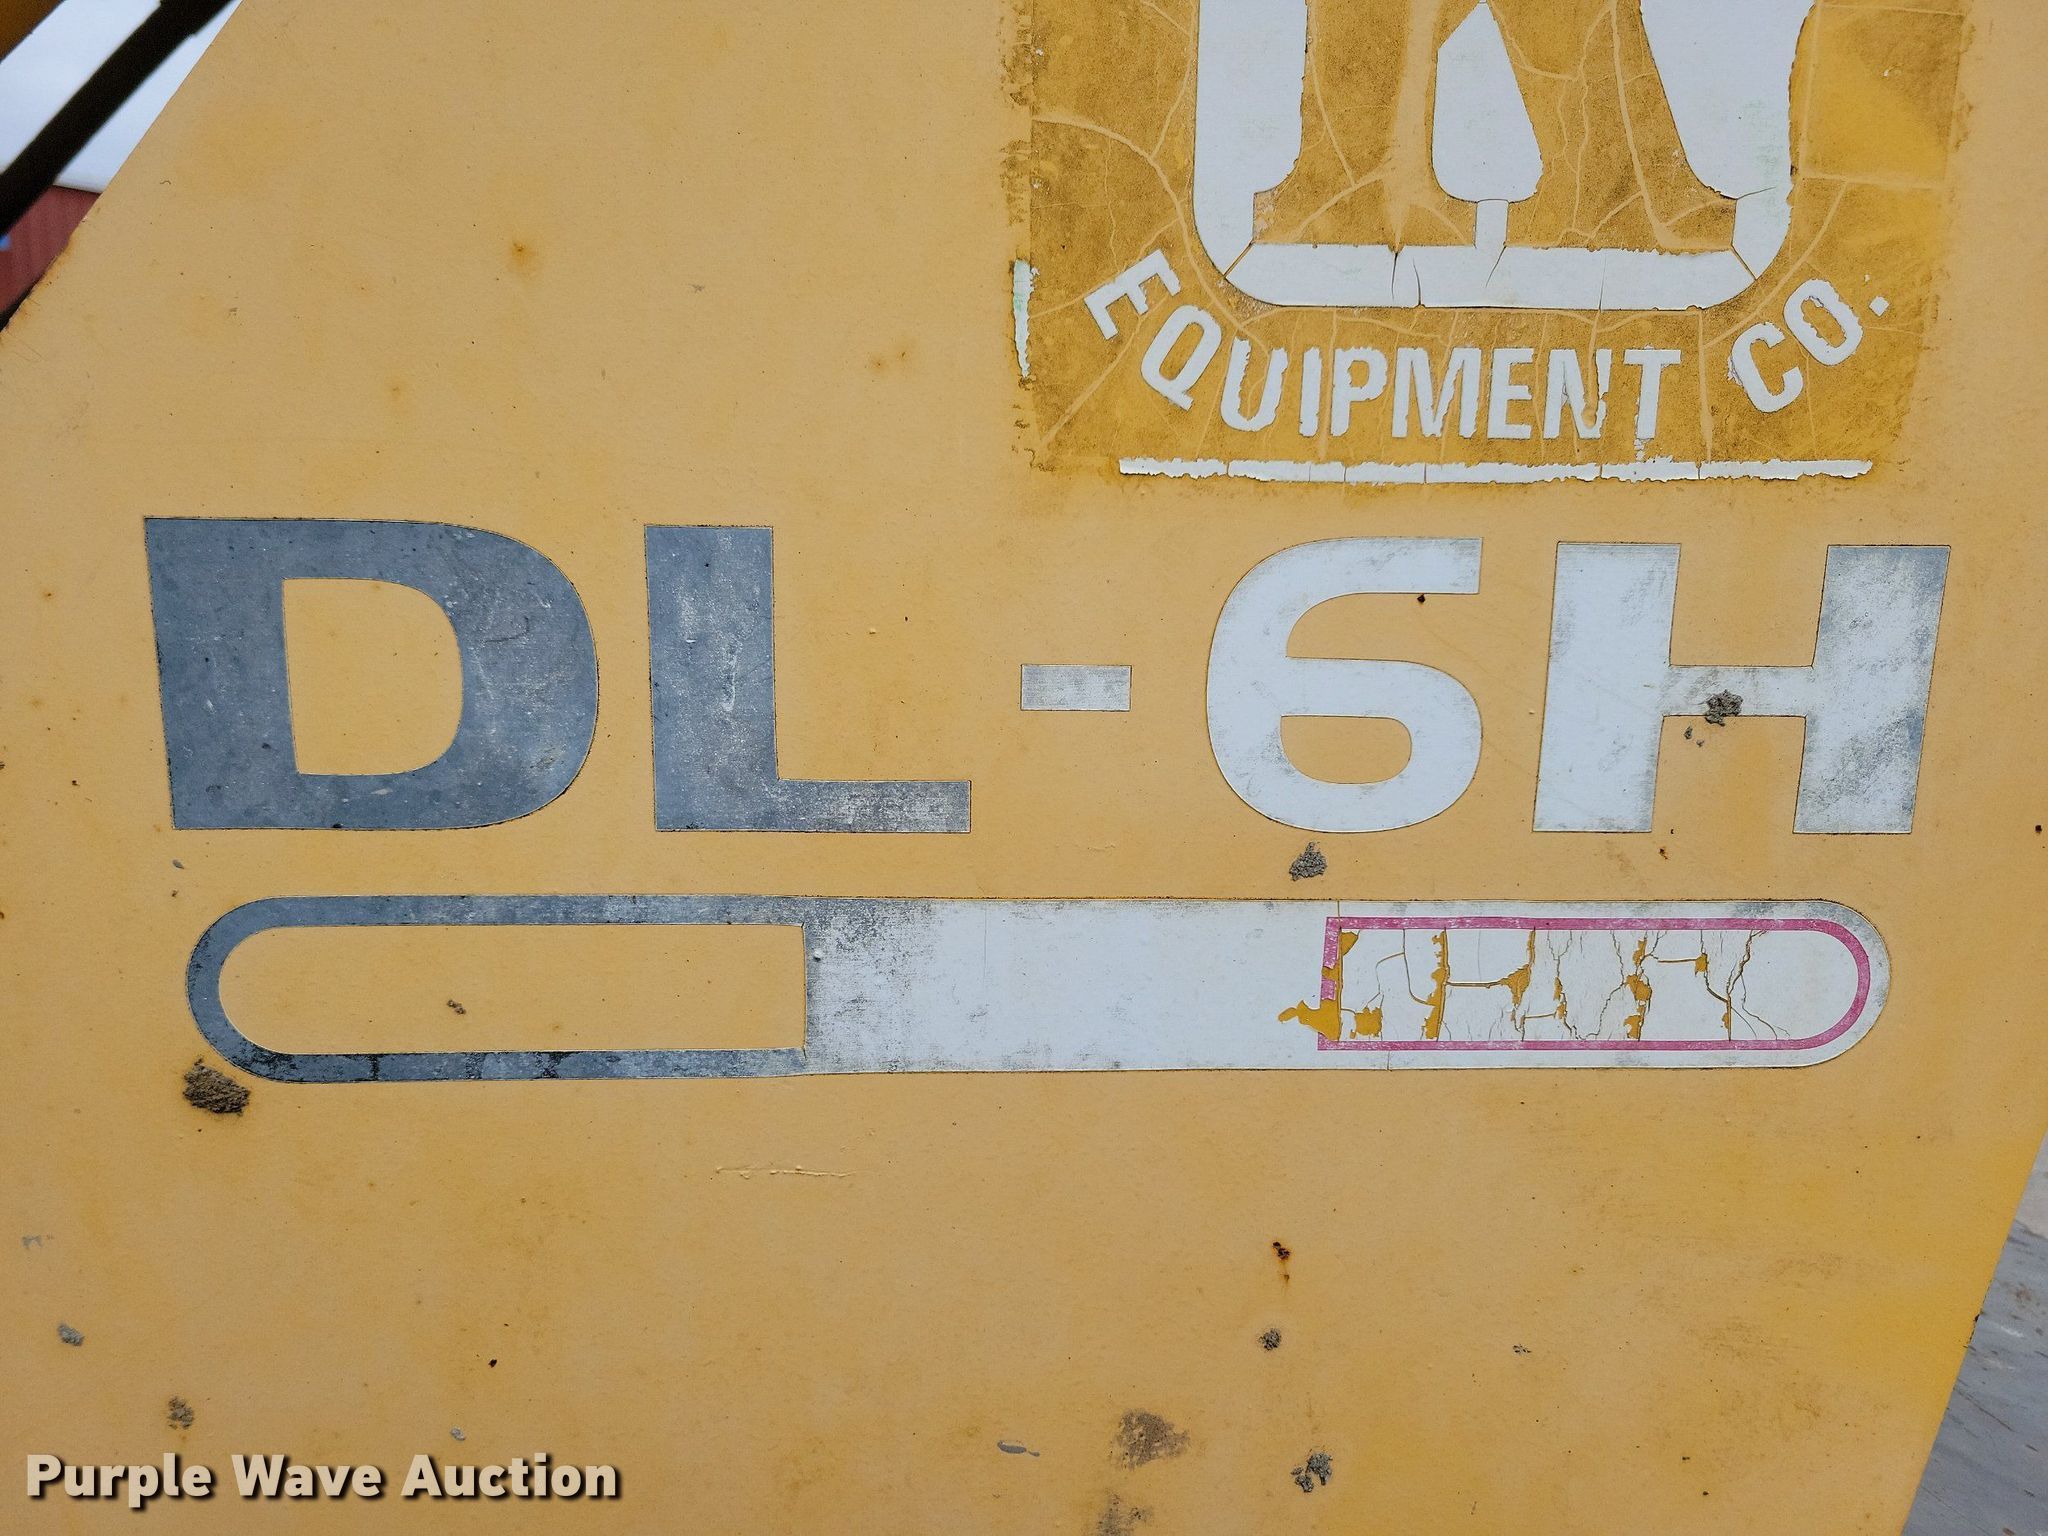 EQUIPMENT CO.
DL-6H
Purple Wave Auction